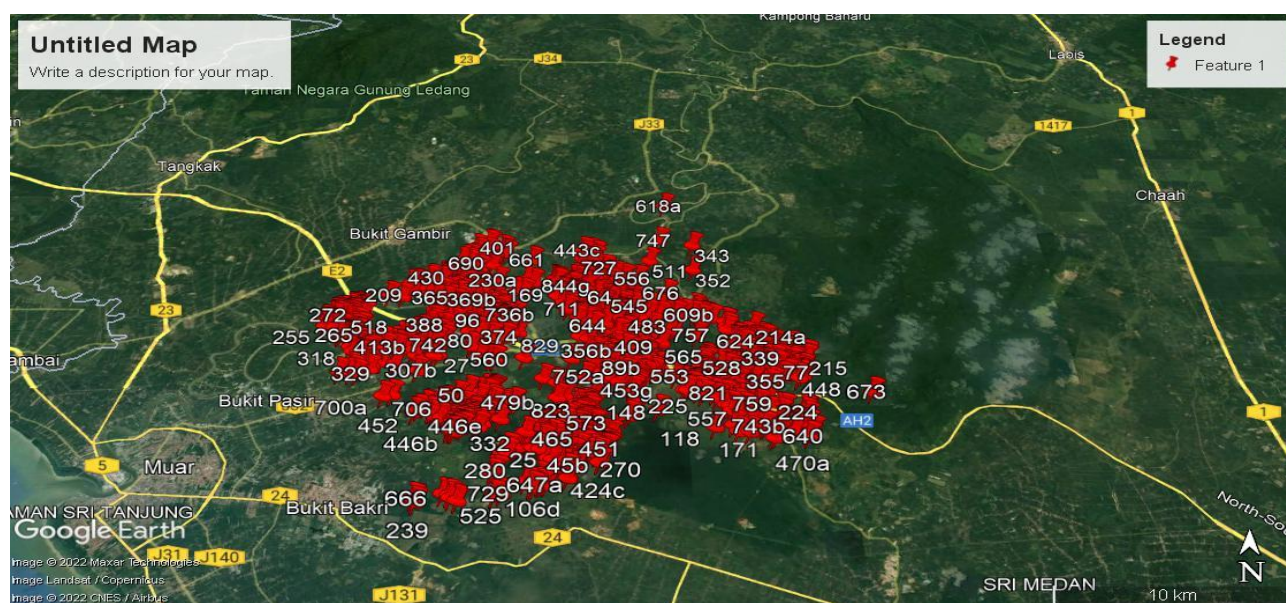 Untitled Map
Write a description for your map.
Legend
Feature 1
Kampong Baharu
Labis
23
J34
Taman Negara Gunung Ledang
J33
1417
1
Tangkak
Chaah
618a
Bukit Gambir
401
443c
747
343
690
661
727
511
E2
430
230a
556
352
209
365
369b
169
844g
64
676
23
272
736b
711
545
609b
255
265
518
388
96
644
483
757
624
214a
413b
742
80
374
829
356b
409
318
307b
27
560
565
339
329
89b
528
77
215
752a
553
355
448
673
Bukit Pasir
700a
50
479b
453g
821
706
823
148
225
759
224
AH2
1
452
446e
573
557
743b
446b
332
465
451
118
171
640
5
Muar
280
25
45b
270
470a
24
666
729
647a
424c
Bukit Bakri
239
525
106d
North-So
AMAN SRI TANJUNG
Google Earth
24
J31
J140
N
Image © 2022 Maxar Technologies
Image Landsat / Copernicus
Image © 2022 CNES / Airbus
J131
SRI MEDAN
10 km